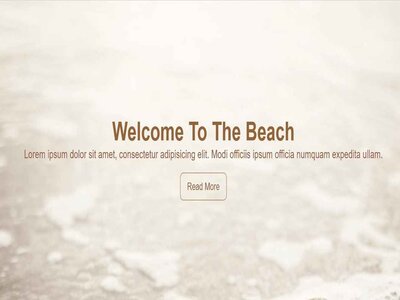 Welcome To The Beach
Lorem ipsum dolor sit amet, consectetur adipisicing elit. Modi officiis ipsum officia numquam expedita ullam.
Read More